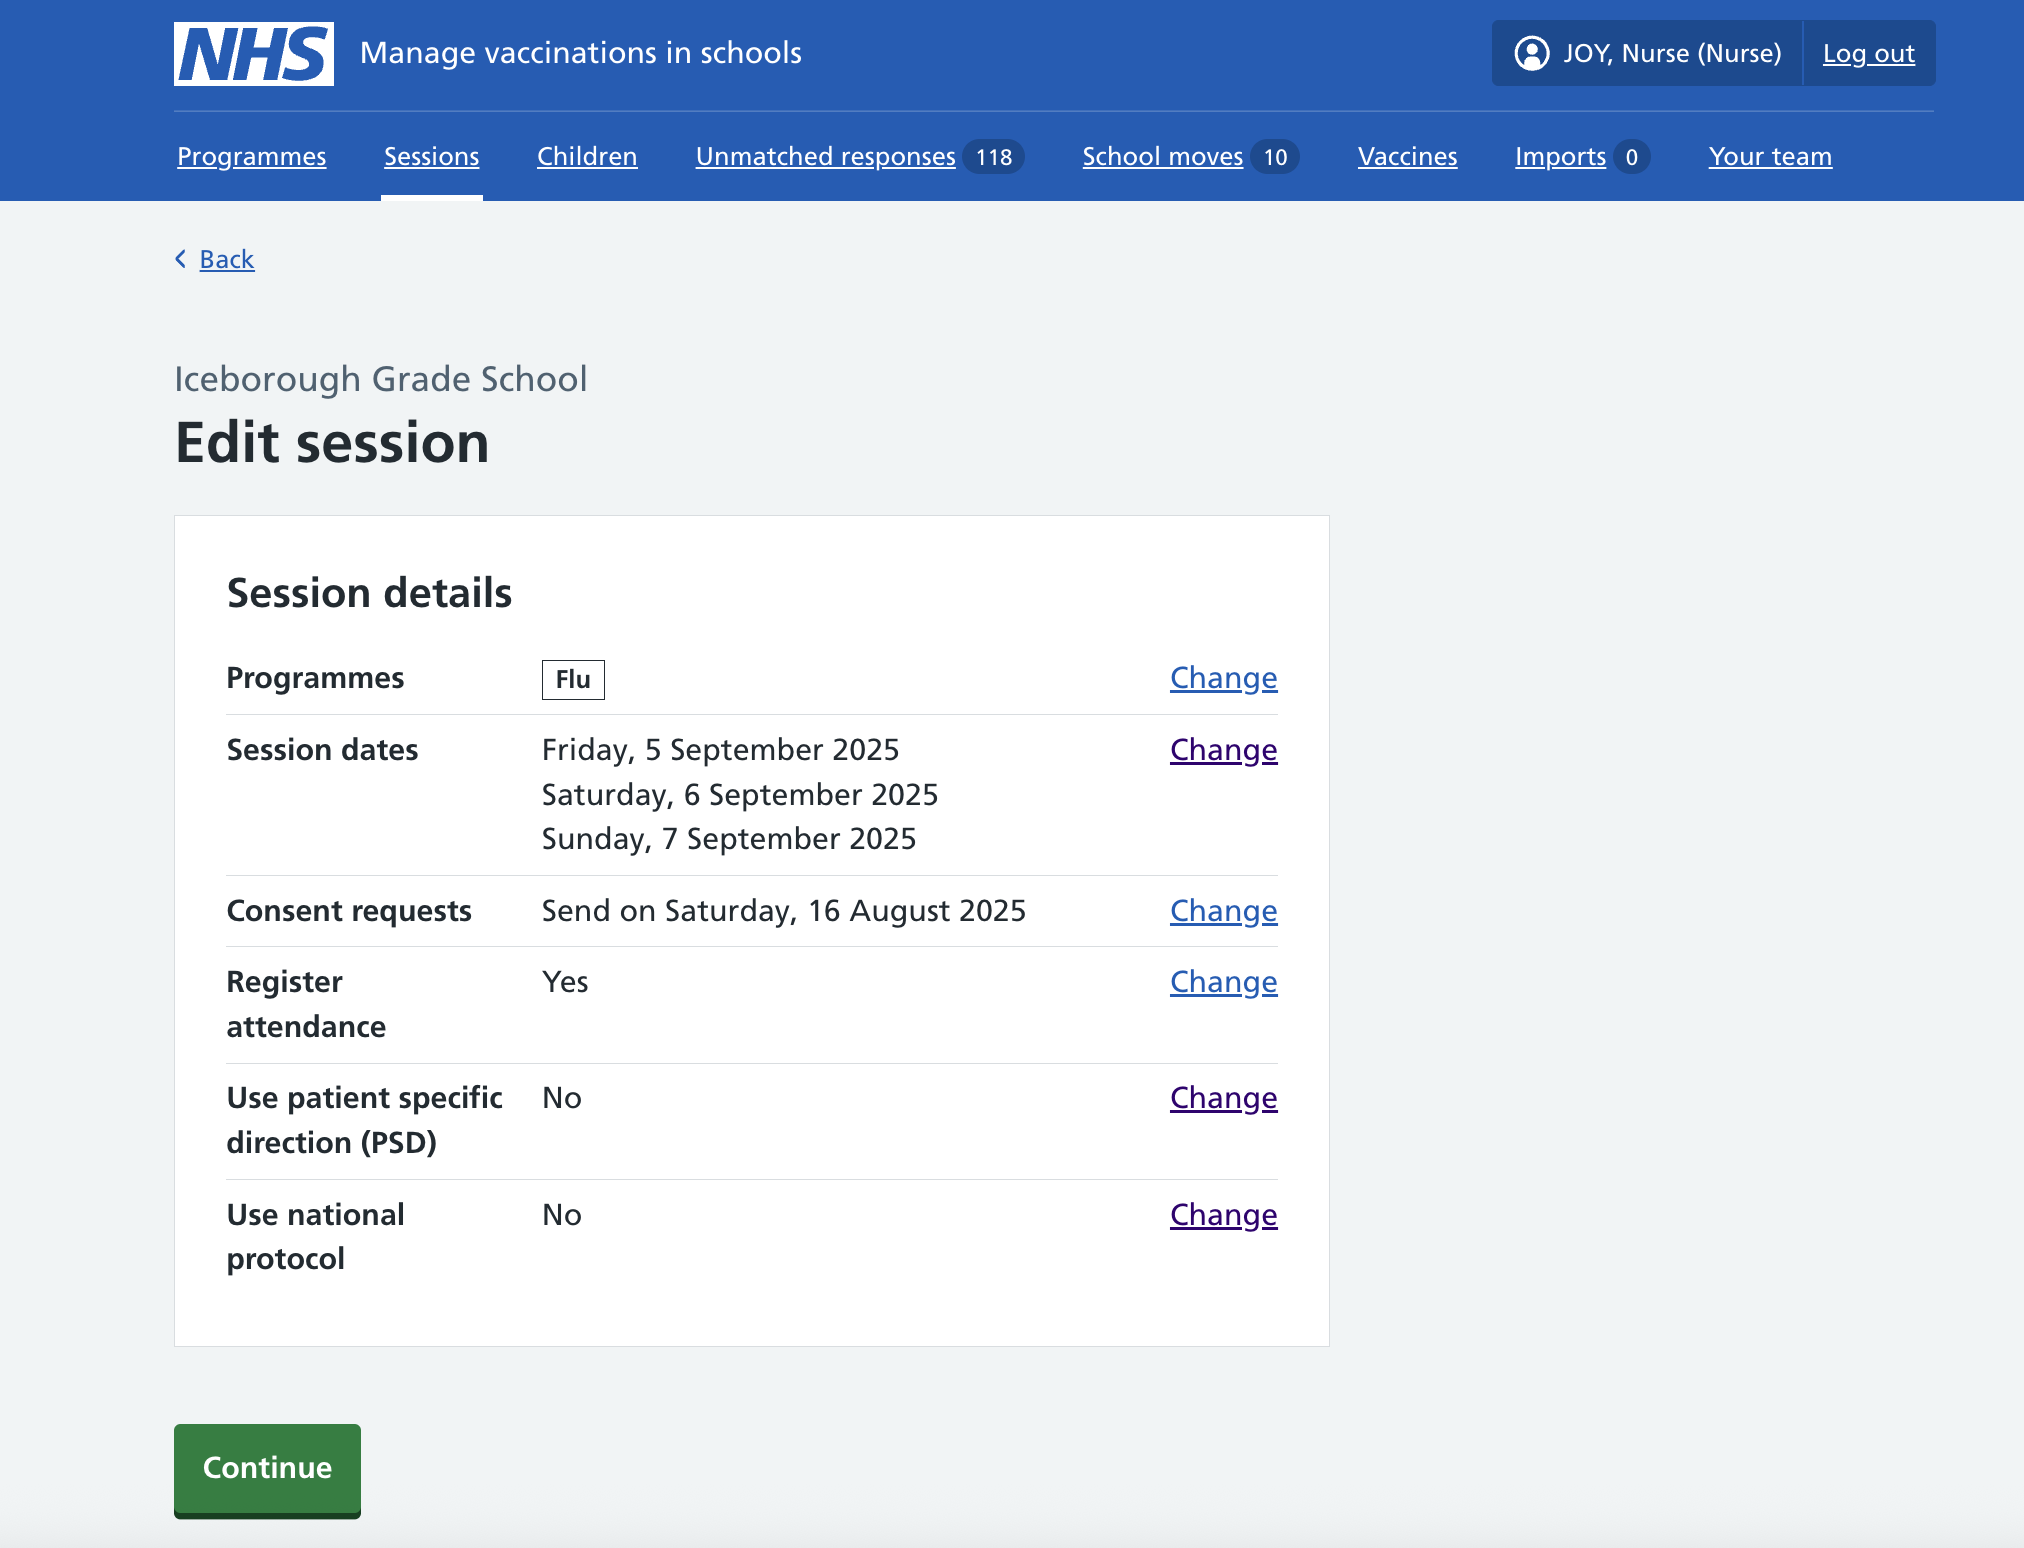 NHS Manage vaccinations in schools JOY, Nurse (Nurse) Log out
Programmes Sessions Children Unmatched responses 118 School moves 10 Vaccines Imports 0 Your team
Back
Iceborough Grade School
Edit session
Session details
Programmes Flu Change
Session dates Friday, 5 September 2025 Change
Saturday, 6 September 2025
Sunday, 7 September 2025
Consent requests Send on Saturday, 16 August 2025 Change
Register Yes Change
attendance
Use patient specific No Change
direction (PSD)
Use national No Change
protocol
Continue